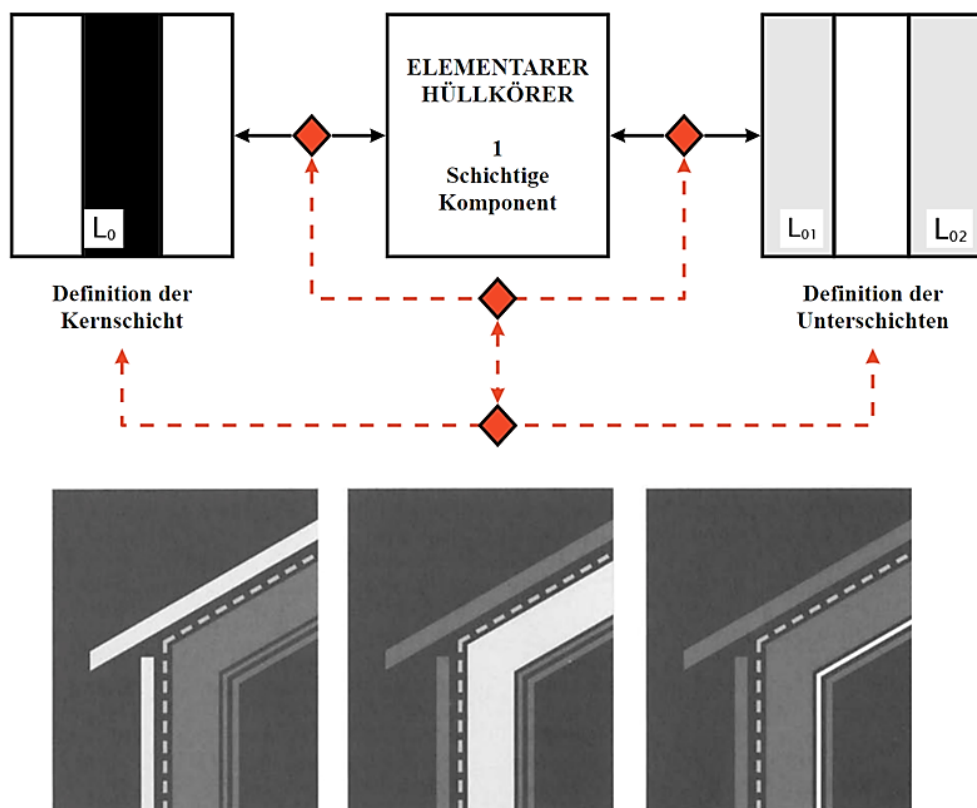 ELEMENTARER
HÜLLKÖRER
1
Schichtige
Komponent
L₀
L₀₁
L₀₂
Definition der
Kernschicht
Definition der
Unterschichten